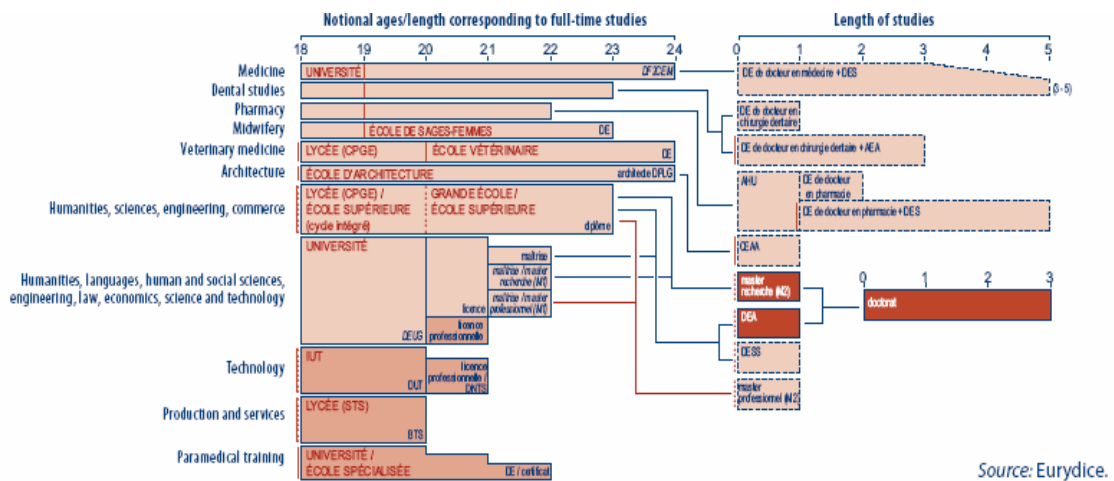 Notional ages/length corresponding to full-time studies
Length of studies
18 19 20 21 22 23 24
0 1 2 3 4 5
Medicine
UNIVERSITÉ
DF2CEM
DE de docteur en médecine + DES
(3 - 5)
Dental studies
DE de docteur en
chirurgie dentaire
Pharmacy
Midwifery
ÉCOLE DE SAGES-FEMMES
DE
DE de docteur en chirurgie dentaire + AEA
Veterinary medicine
LYCÉE (CPGE)
ÉCOLE VÉTÉRINAIRE
DE
Architecture
ÉCOLE D'ARCHITECTURE
architecte DPLG
AHU
DE de docteur
en pharmacie
DE de docteur en pharmacie + DES
Humanities, sciences, engineering, commerce
LYCÉE (CPGE) /
ÉCOLE SUPÉRIEURE
(cycle intégré)
GRANDE ÉCOLE /
ÉCOLE SUPÉRIEURE
diplôme
CEAA
Humanities, languages, human and social sciences,
engineering, law, economics, science and technology
UNIVERSITÉ
DEUG
licence
licence
professionnelle
maîtrise
maîtrise / master
recherche (M1)
maîtrise / master
professionnel (M1)
master
recherche (M2)
0 1 2 3
doctorat
DEA
DESS
master
professionnel (M2)
Technology
IUT
DUT
licence
professionnelle /
DNTS
Production and services
LYCÉE (STS)
BTS
Paramedical training
UNIVERSITÉ /
ÉCOLE SPÉCIALISÉE
DE / certificat
Source: Eurydice.